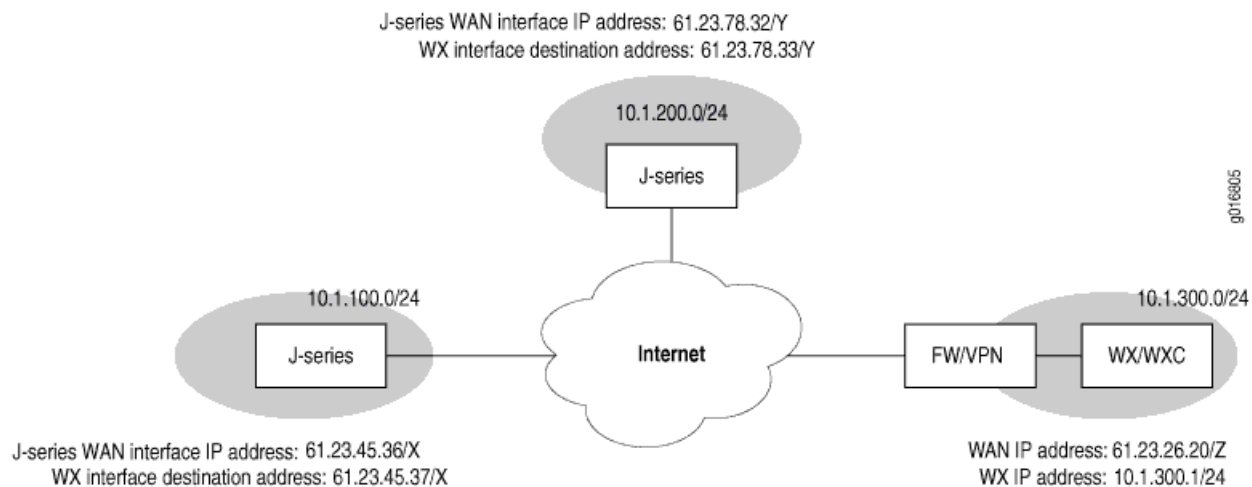 J-series WAN interface IP address: 61.23.78.32/Y
WX interface destination address: 61.23.78.33/Y
10.1.200.0/24
J-series
g016805
10.1.100.0/24
J-series
Internet
10.1.300.0/24
FW/VPN
WX/WXC
J-series WAN interface IP address: 61.23.45.36/X
WX interface destination address: 61.23.45.37/X
WAN IP address: 61.23.26.20/Z
WX IP address: 10.1.300.1/24